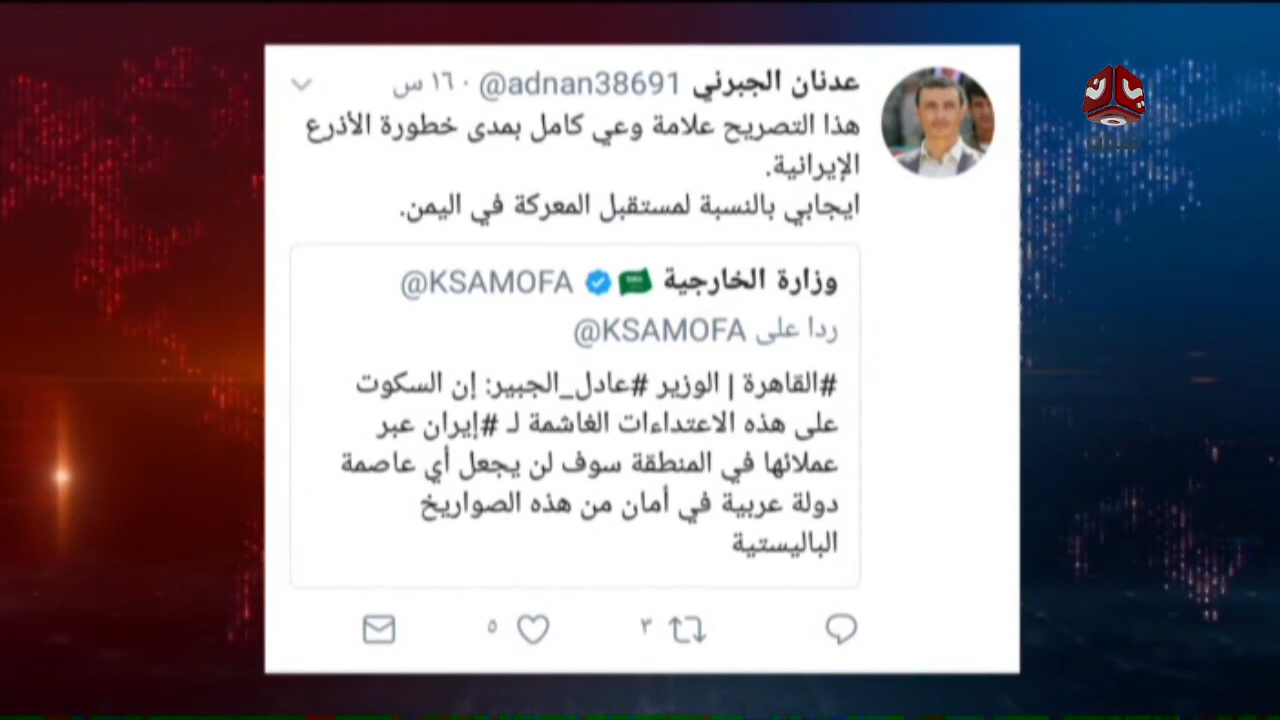 عدنان الجبرني @adnan38691 · ١٦ س
هذا التصريح علامة وعي كامل بمدى خطورة الأذرع
الإيرانية.
ايجابي بالنسبة لمستقبل المعركة في اليمن.
وزارة الخارجية @KSAMOFA
ردا على @KSAMOFA
#القاهرة | الوزير #عادل_الجبير: إن السكوت
على هذه الاعتداءات الغاشمة لـ #إيران عبر
عملائها في المنطقة سوف لن يجعل أي عاصمة
دولة عربية في أمان من هذه الصواريخ
الباليستية
٣ ٥